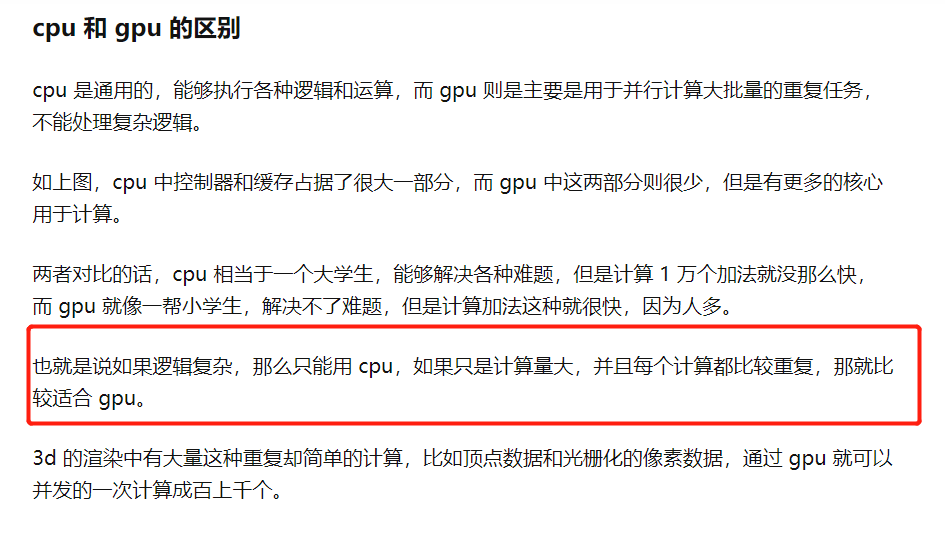 cpu 和 gpu 的区别
cpu 是通用的，能够执行各种逻辑和运算，而 gpu 则是主要是用于并行计算大批量的重复任务，
不能处理复杂逻辑。
如上图，cpu 中控制器和缓存占据了很大一部分，而 gpu 中这两部分则很少，但是有更多的核心
用于计算。
两者对比的话，cpu 相当于一个大学生，能够解决各种难题，但是计算 1 万个加法就没那么快，
而 gpu 就像一帮小学生，解决不了难题，但是计算加法这种就很快，因为人多。
也就是说如果逻辑复杂，那么只能用 cpu，如果只是计算量大，并且每个计算都比较重复，那就比
较适合 gpu。
3d 的渲染中有大量这种重复却简单的计算，比如顶点数据和光栅化的像素数据，通过 gpu 就可以
并发的一次计算成百上千个。